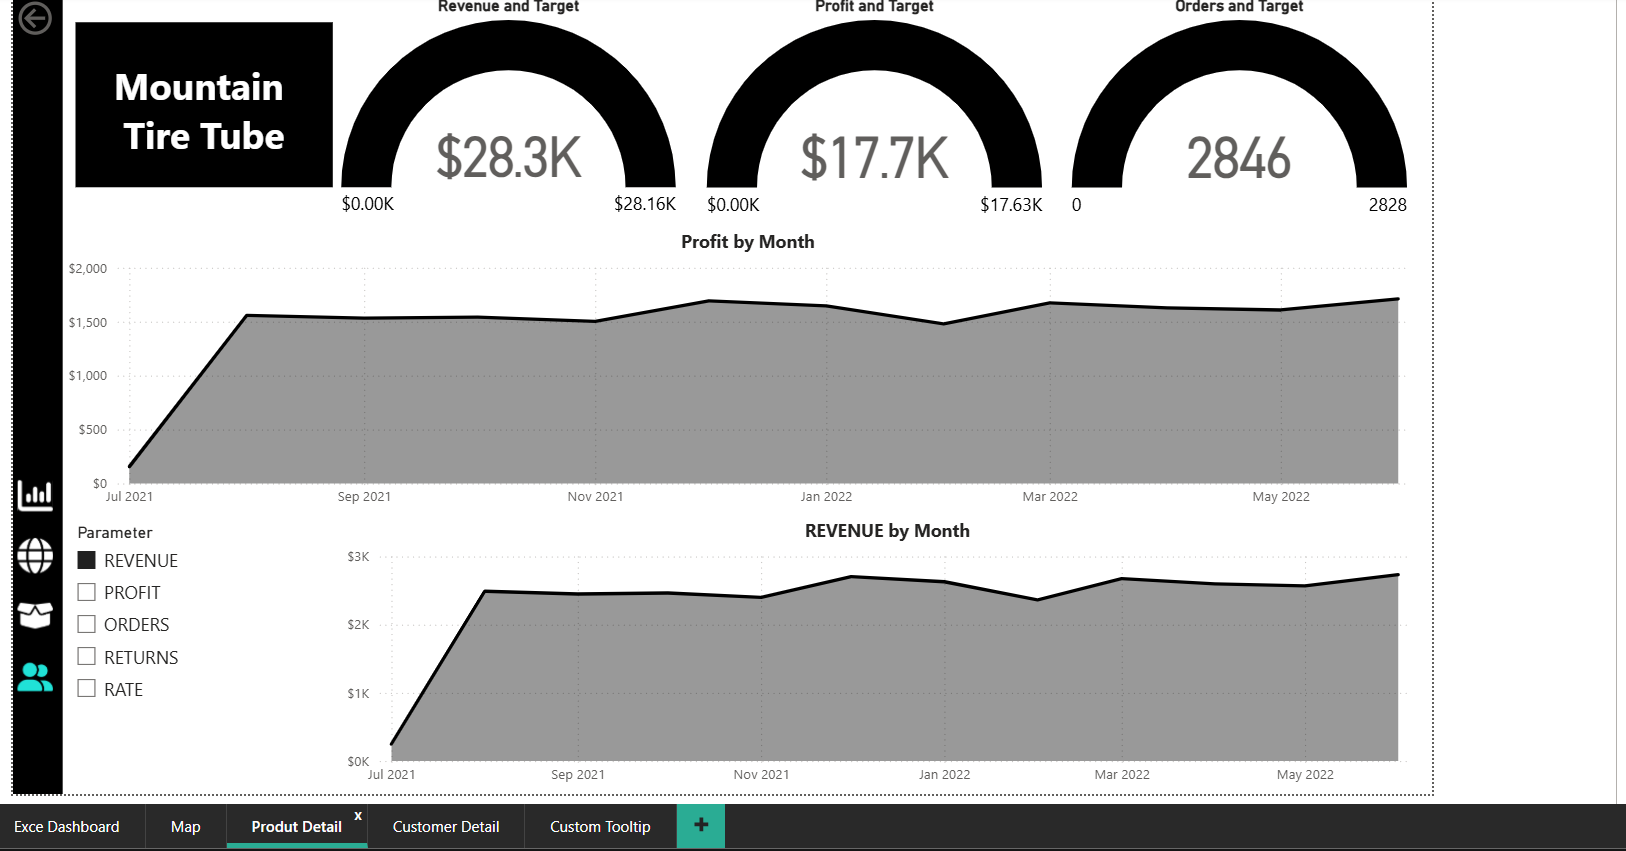 Revenue and Target
Profit and Target
Orders and Target
Mountain
Tire Tube
$28.3K
$0.00K
$28.16K
$17.7K
$0.00K
$17.63K
2846
0
2828
Profit by Month
$2,000
$1,500
$1,000
$500
$0
Jul 2021
Sep 2021
Nov 2021
Jan 2022
Mar 2022
May 2022
Parameter
REVENUE
PROFIT
ORDERS
RETURNS
RATE
REVENUE by Month
$3K
$2K
$1K
$0K
Jul 2021
Sep 2021
Nov 2021
Jan 2022
Mar 2022
May 2022
Exce Dashboard
Map
Produt Detail
x
Customer Detail
Custom Tooltip
+